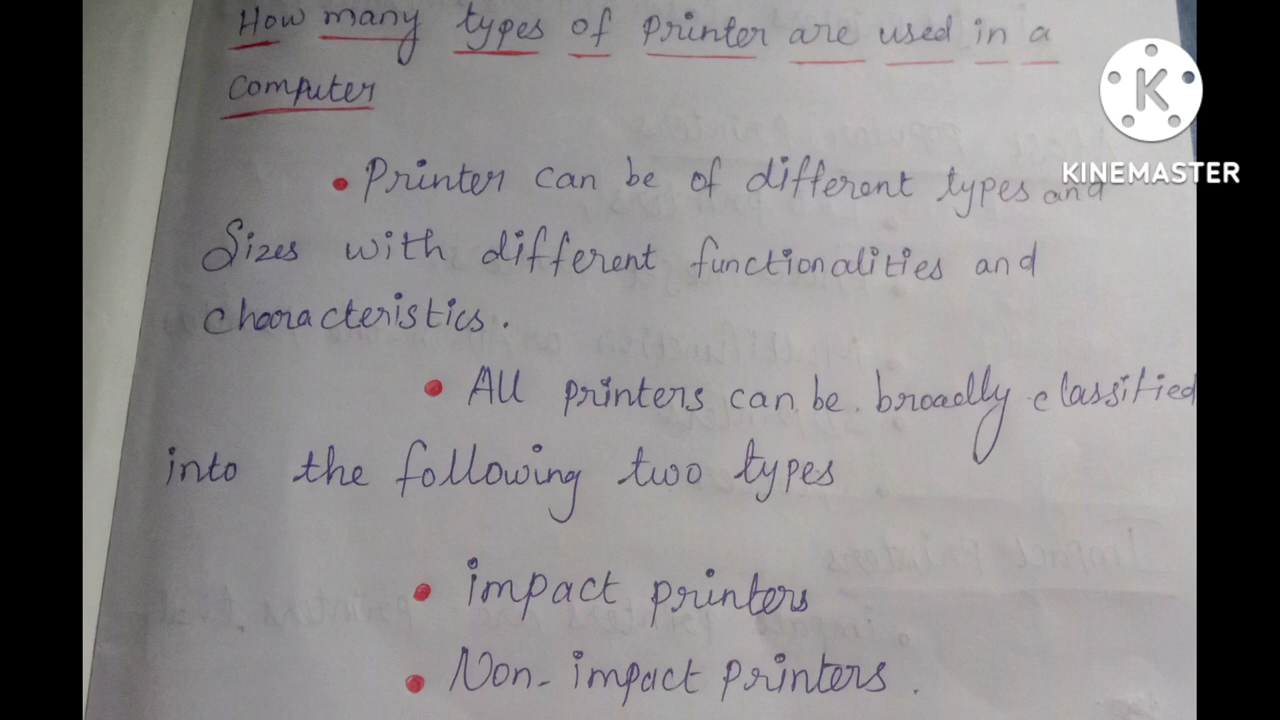 How many types of printer are used in a
computer
K
KINEMASTER
• Printer can be of different types and
Sizes with different functionalities and
characteristics.
• All printers can be broadly classified
into the following two types
• impact printers
• Non-impact printers.